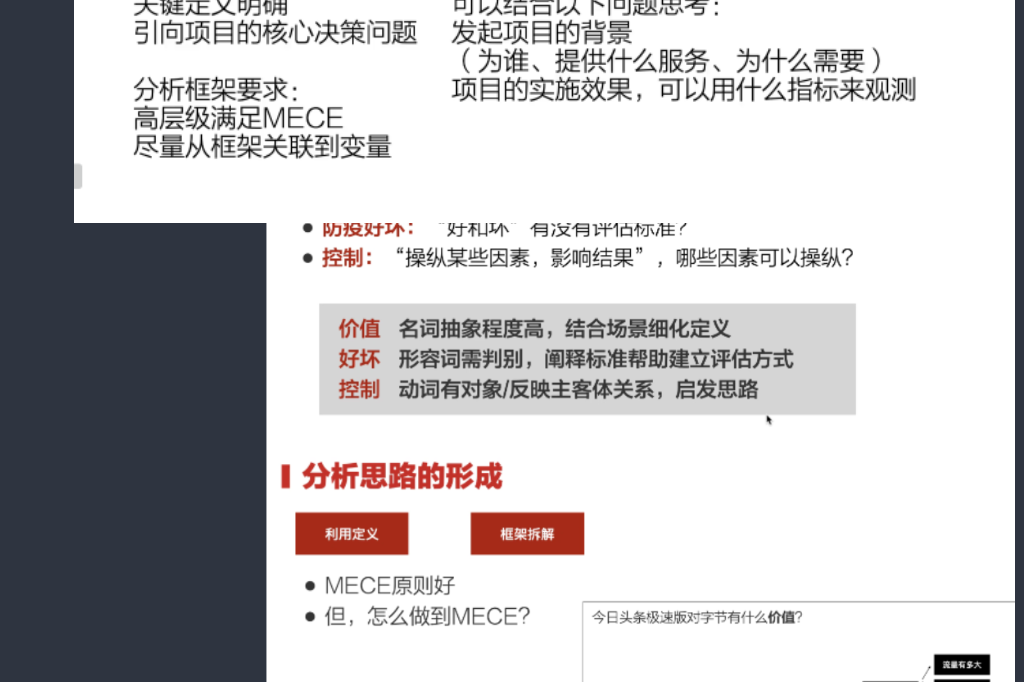 关键定义明确
引向项目的核心决策问题
分析框架要求：
高层级满足MECE
尽量从框架关联到变量
可以结合以下问题思考：
发起项目的背景
（为谁、提供什么服务、为什么需要）
项目的实施效果，可以用什么指标来观测
● 防疫好坏： “好和坏”有没有评估标准？
● 控制： “操纵某些因素，影响结果”，哪些因素可以操纵？
价值 名词抽象程度高，结合场景细化定义
好坏 形容词需判别，阐释标准帮助建立评估方式
控制 动词有对象/反映主客体关系，启发思路
分析思路的形成
利用定义
框架拆解
● MECE原则好
● 但，怎么做到MECE？
今日头条极速版对字节有什么价值？
流量有多大